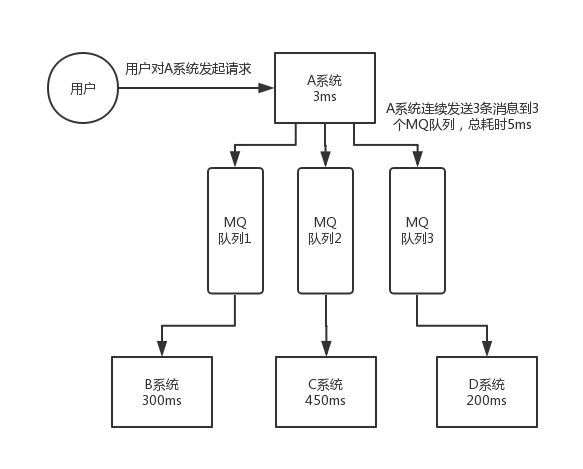 用户
用户对A系统发起请求
A系统
3ms
A系统连续发送3条消息到3
个MQ队列，总耗时5ms
MQ
队列1
MQ
队列2
MQ
队列3
B系统
300ms
C系统
450ms
D系统
200ms